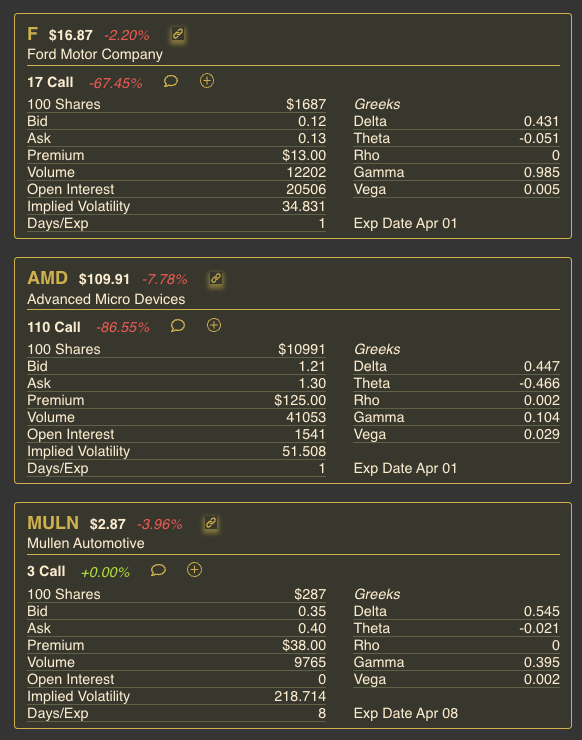 F $16.87 -2.20%
Ford Motor Company
17 Call -67.45%
100 Shares $1687 Greeks
Bid 0.12 Delta 0.431
Ask 0.13 Theta -0.051
Premium $13.00 Rho 0
Volume 12202 Gamma 0.985
Open Interest 20506 Vega 0.005
Implied Volatility 34.831
Days/Exp 1 Exp Date Apr 01
AMD $109.91 -7.78%
Advanced Micro Devices
110 Call -86.55%
100 Shares $10991 Greeks
Bid 1.21 Delta 0.447
Ask 1.30 Theta -0.466
Premium $125.00 Rho 0.002
Volume 41053 Gamma 0.104
Open Interest 1541 Vega 0.029
Implied Volatility 51.508
Days/Exp 1 Exp Date Apr 01
MULN $2.87 -3.96%
Mullen Automotive
3 Call +0.00%
100 Shares $287 Greeks
Bid 0.35 Delta 0.545
Ask 0.40 Theta -0.021
Premium $38.00 Rho 0
Volume 9765 Gamma 0.395
Open Interest 0 Vega 0.002
Implied Volatility 218.714
Days/Exp 8 Exp Date Apr 08